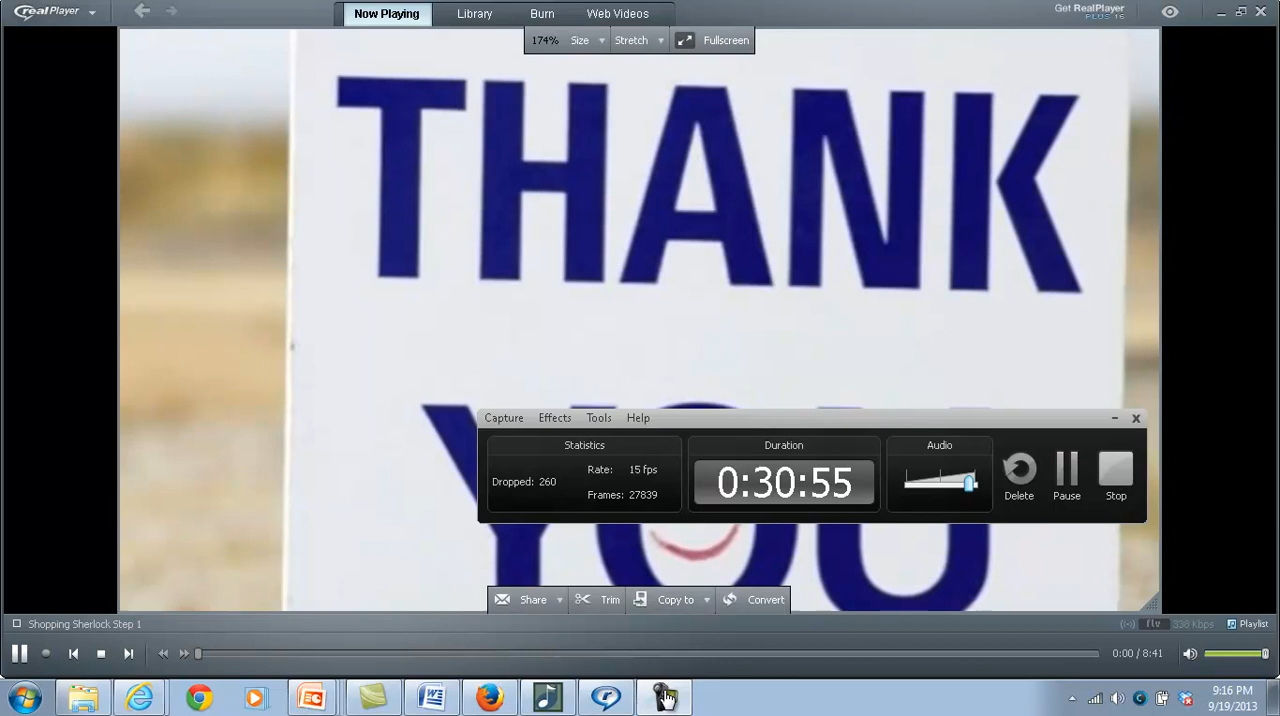 realPlayer
Now Playing
Library
Burn
Web Videos
Get RealPlayer
PLUS 16
174% Size Stretch Fullscreen
THANK
YOU
Capture Effects Tools Help
Statistics
Duration
Audio
Dropped: 260
Rate: 15 fps
Frames: 27839
0:30:55
Delete
Pause
Stop
Share Trim Copy to Convert
Shopping Sherlock Step 1
flv 338 Kbps Playlist
0:00 / 8:41
9:16 PM
9/19/2013